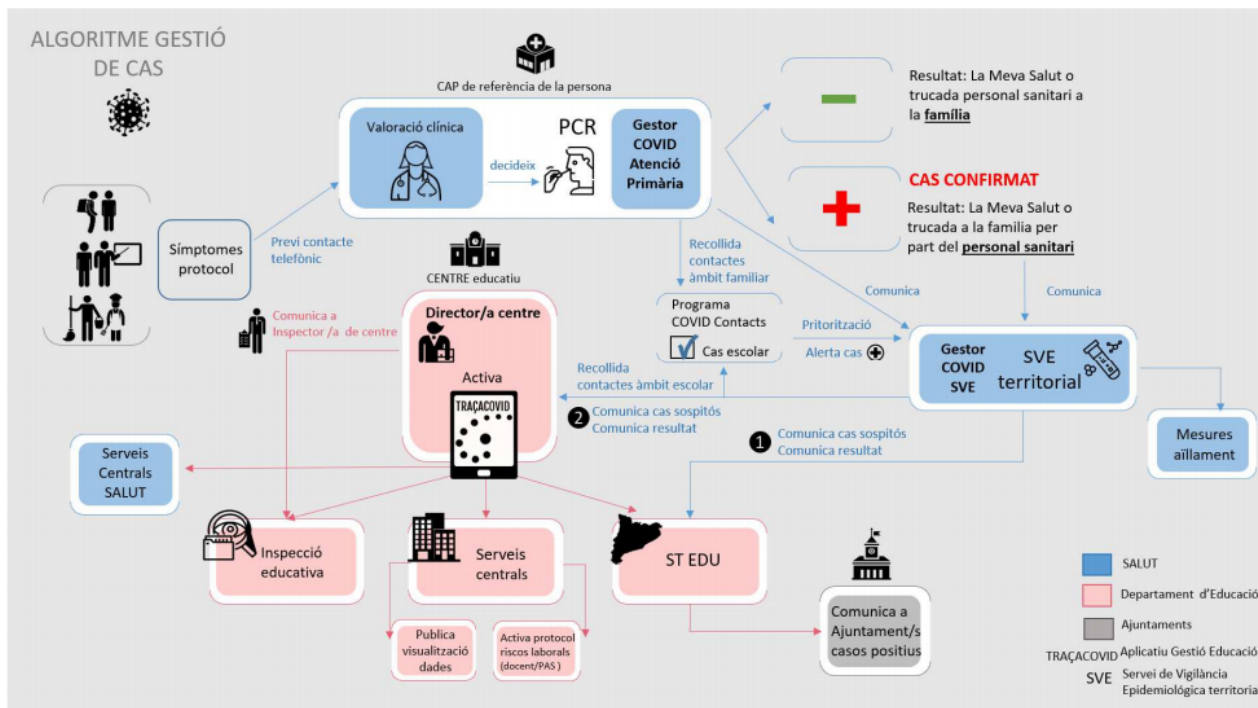 ALGORITME GESTIÓ
DE CAS
CAP de referència de la persona
Valoració clínica
decideix
PCR
Gestor
COVID
Atenció
Primària
Resultat: La Meva Salut o
trucada personal sanitari a
la família
CAS CONFIRMAT
Resultat: La Meva Salut o
trucada a la familia per
part del personal sanitari
Símptomes
protocol
Previ contacte
telefònic
CENTRE educatiu
Recollida
contactes
àmbit familiar
Comunica
Comunica
Comunica a
Inspector /a de centre
Director/a centre
Activa
TRAÇACOVID
Programa
COVID Contacts
Cas escolar
Pritorització
Alerta cas
Gestor
COVID
SVE
SVE
territorial
Recollida
contactes àmbit escolar
2
Comunica cas sospitós
Comunica resultat
1
Comunica cas sospitós
Comunica resultat
Mesures
aïllament
Serveis
Centrals
SALUT
Inspecció
educativa
Serveis
centrals
ST EDU
Publica
visualització
dades
Activa protocol
riscos laborals
(docent/PAS )
Comunica a
Ajuntament/s
casos positius
SALUT
Departament d'Educació
Ajuntaments
TRAÇACOVID Aplicatiu Gestió Educació
SVE Servei de Vigilància
Epidemiológica territoria